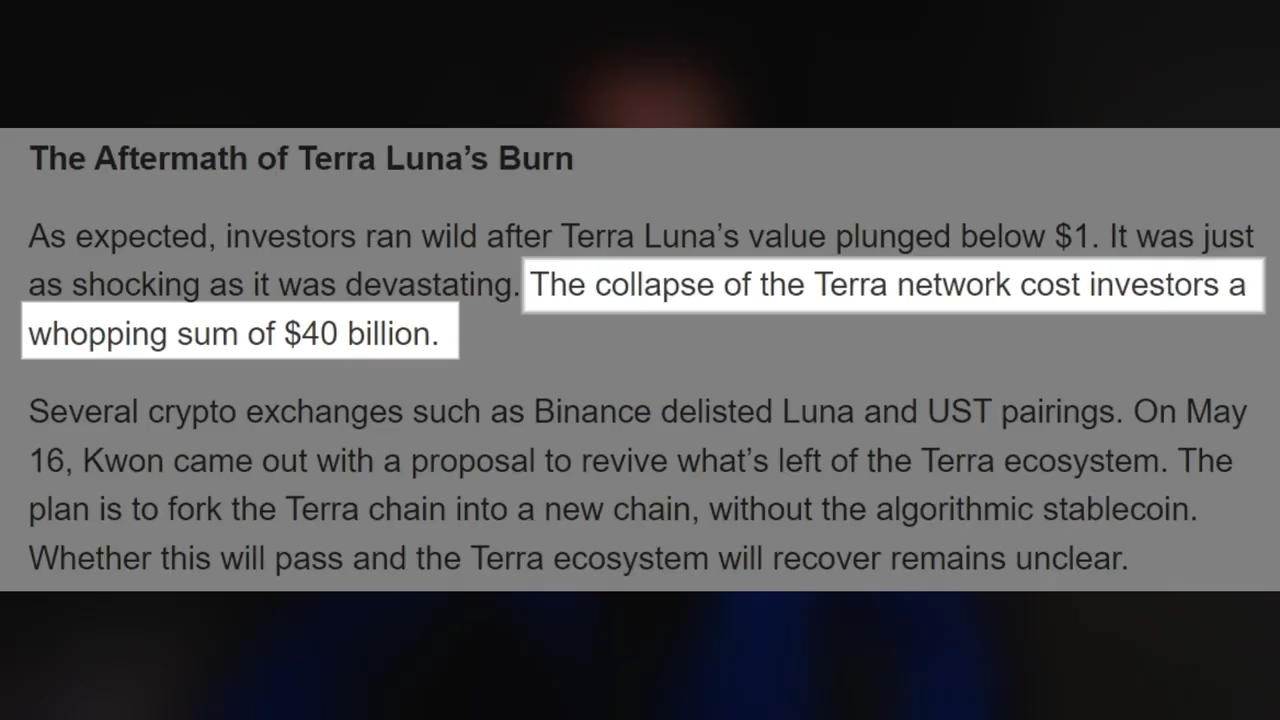 The Aftermath of Terra Luna’s Burn
As expected, investors ran wild after Terra Luna’s value plunged below $1. It was just
as shocking as it was devastating. The collapse of the Terra network cost investors a
whopping sum of $40 billion.
Several crypto exchanges such as Binance delisted Luna and UST pairings. On May
16, Kwon came out with a proposal to revive what’s left of the Terra ecosystem. The
plan is to fork the Terra chain into a new chain, without the algorithmic stablecoin.
Whether this will pass and the Terra ecosystem will recover remains unclear.